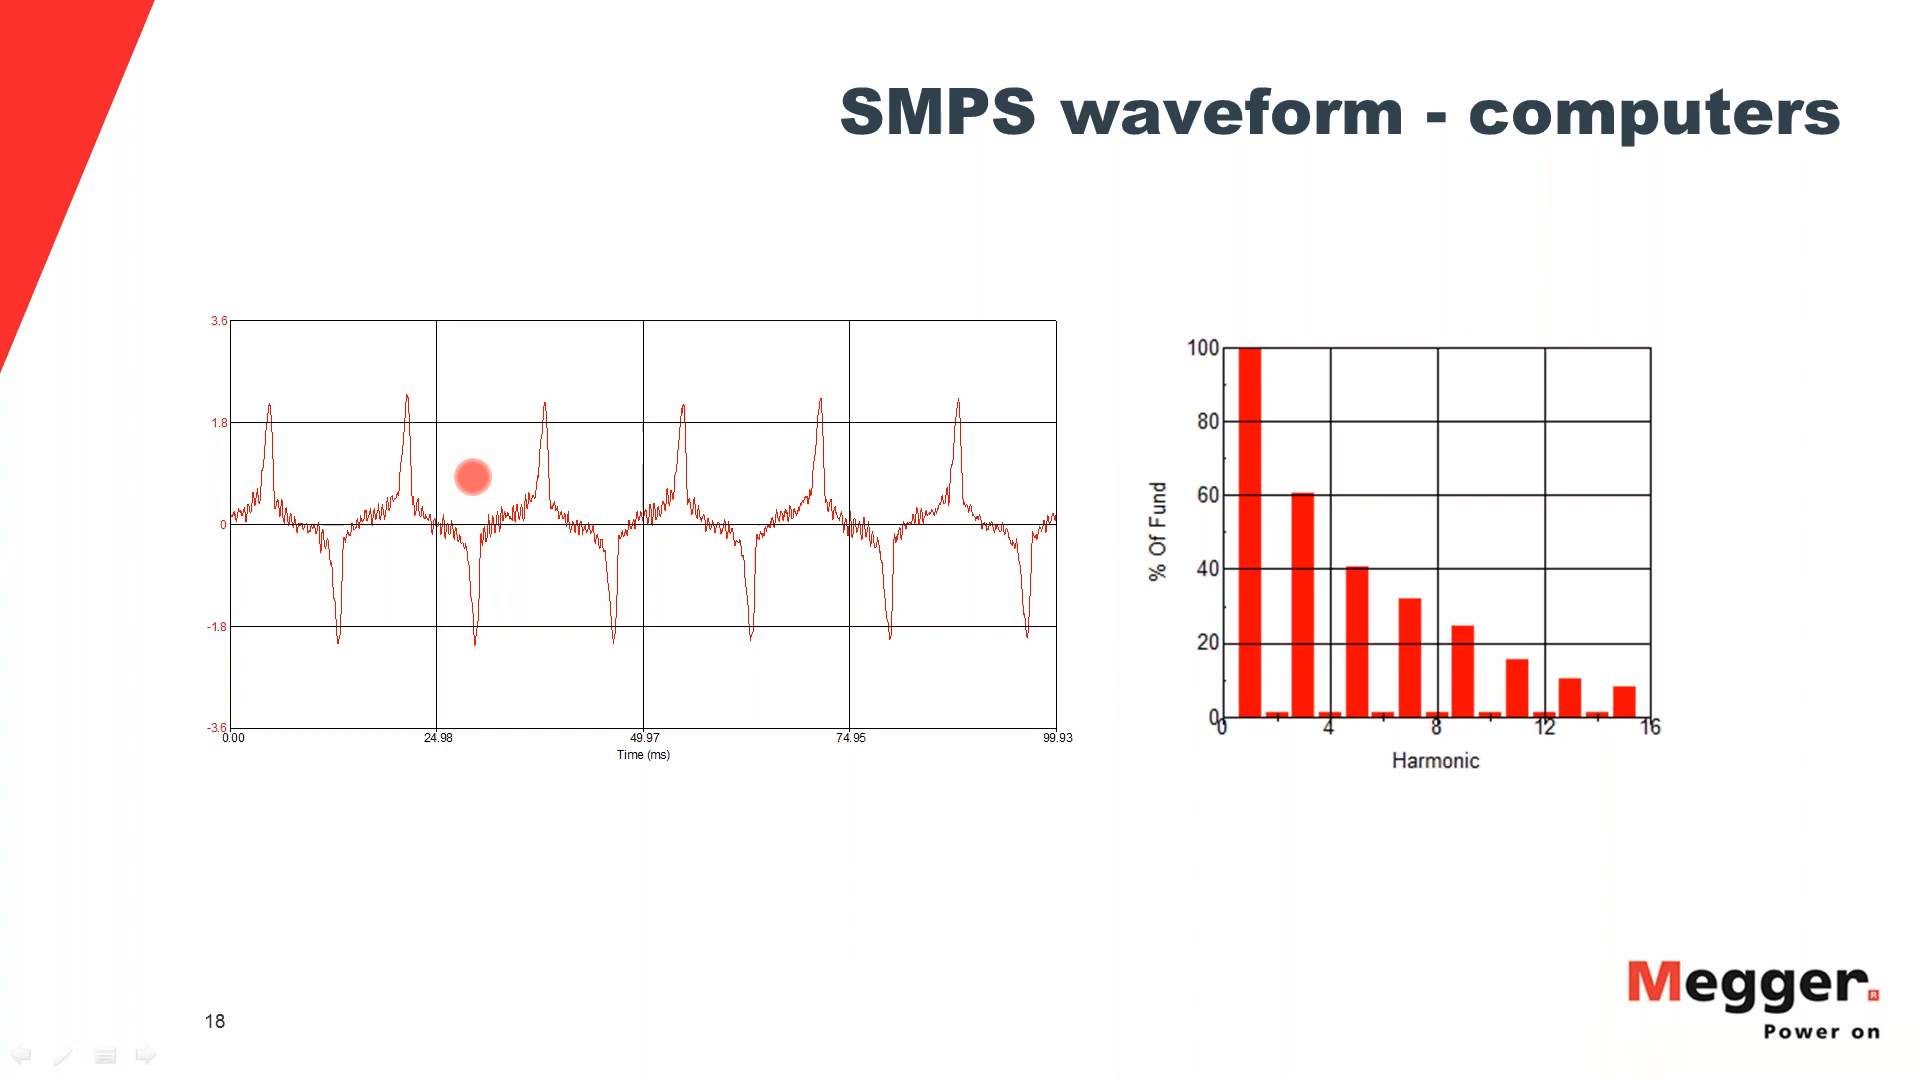 SMPS waveform - computers
3.6
1.8
0
-1.8
-3.6
0.00 24.98 49.97 74.95 99.93
Time (ms)
100
80
60
40
20
0
% Of Fund
0 4 8 12 16
Harmonic
Megger.
R
Power on
18